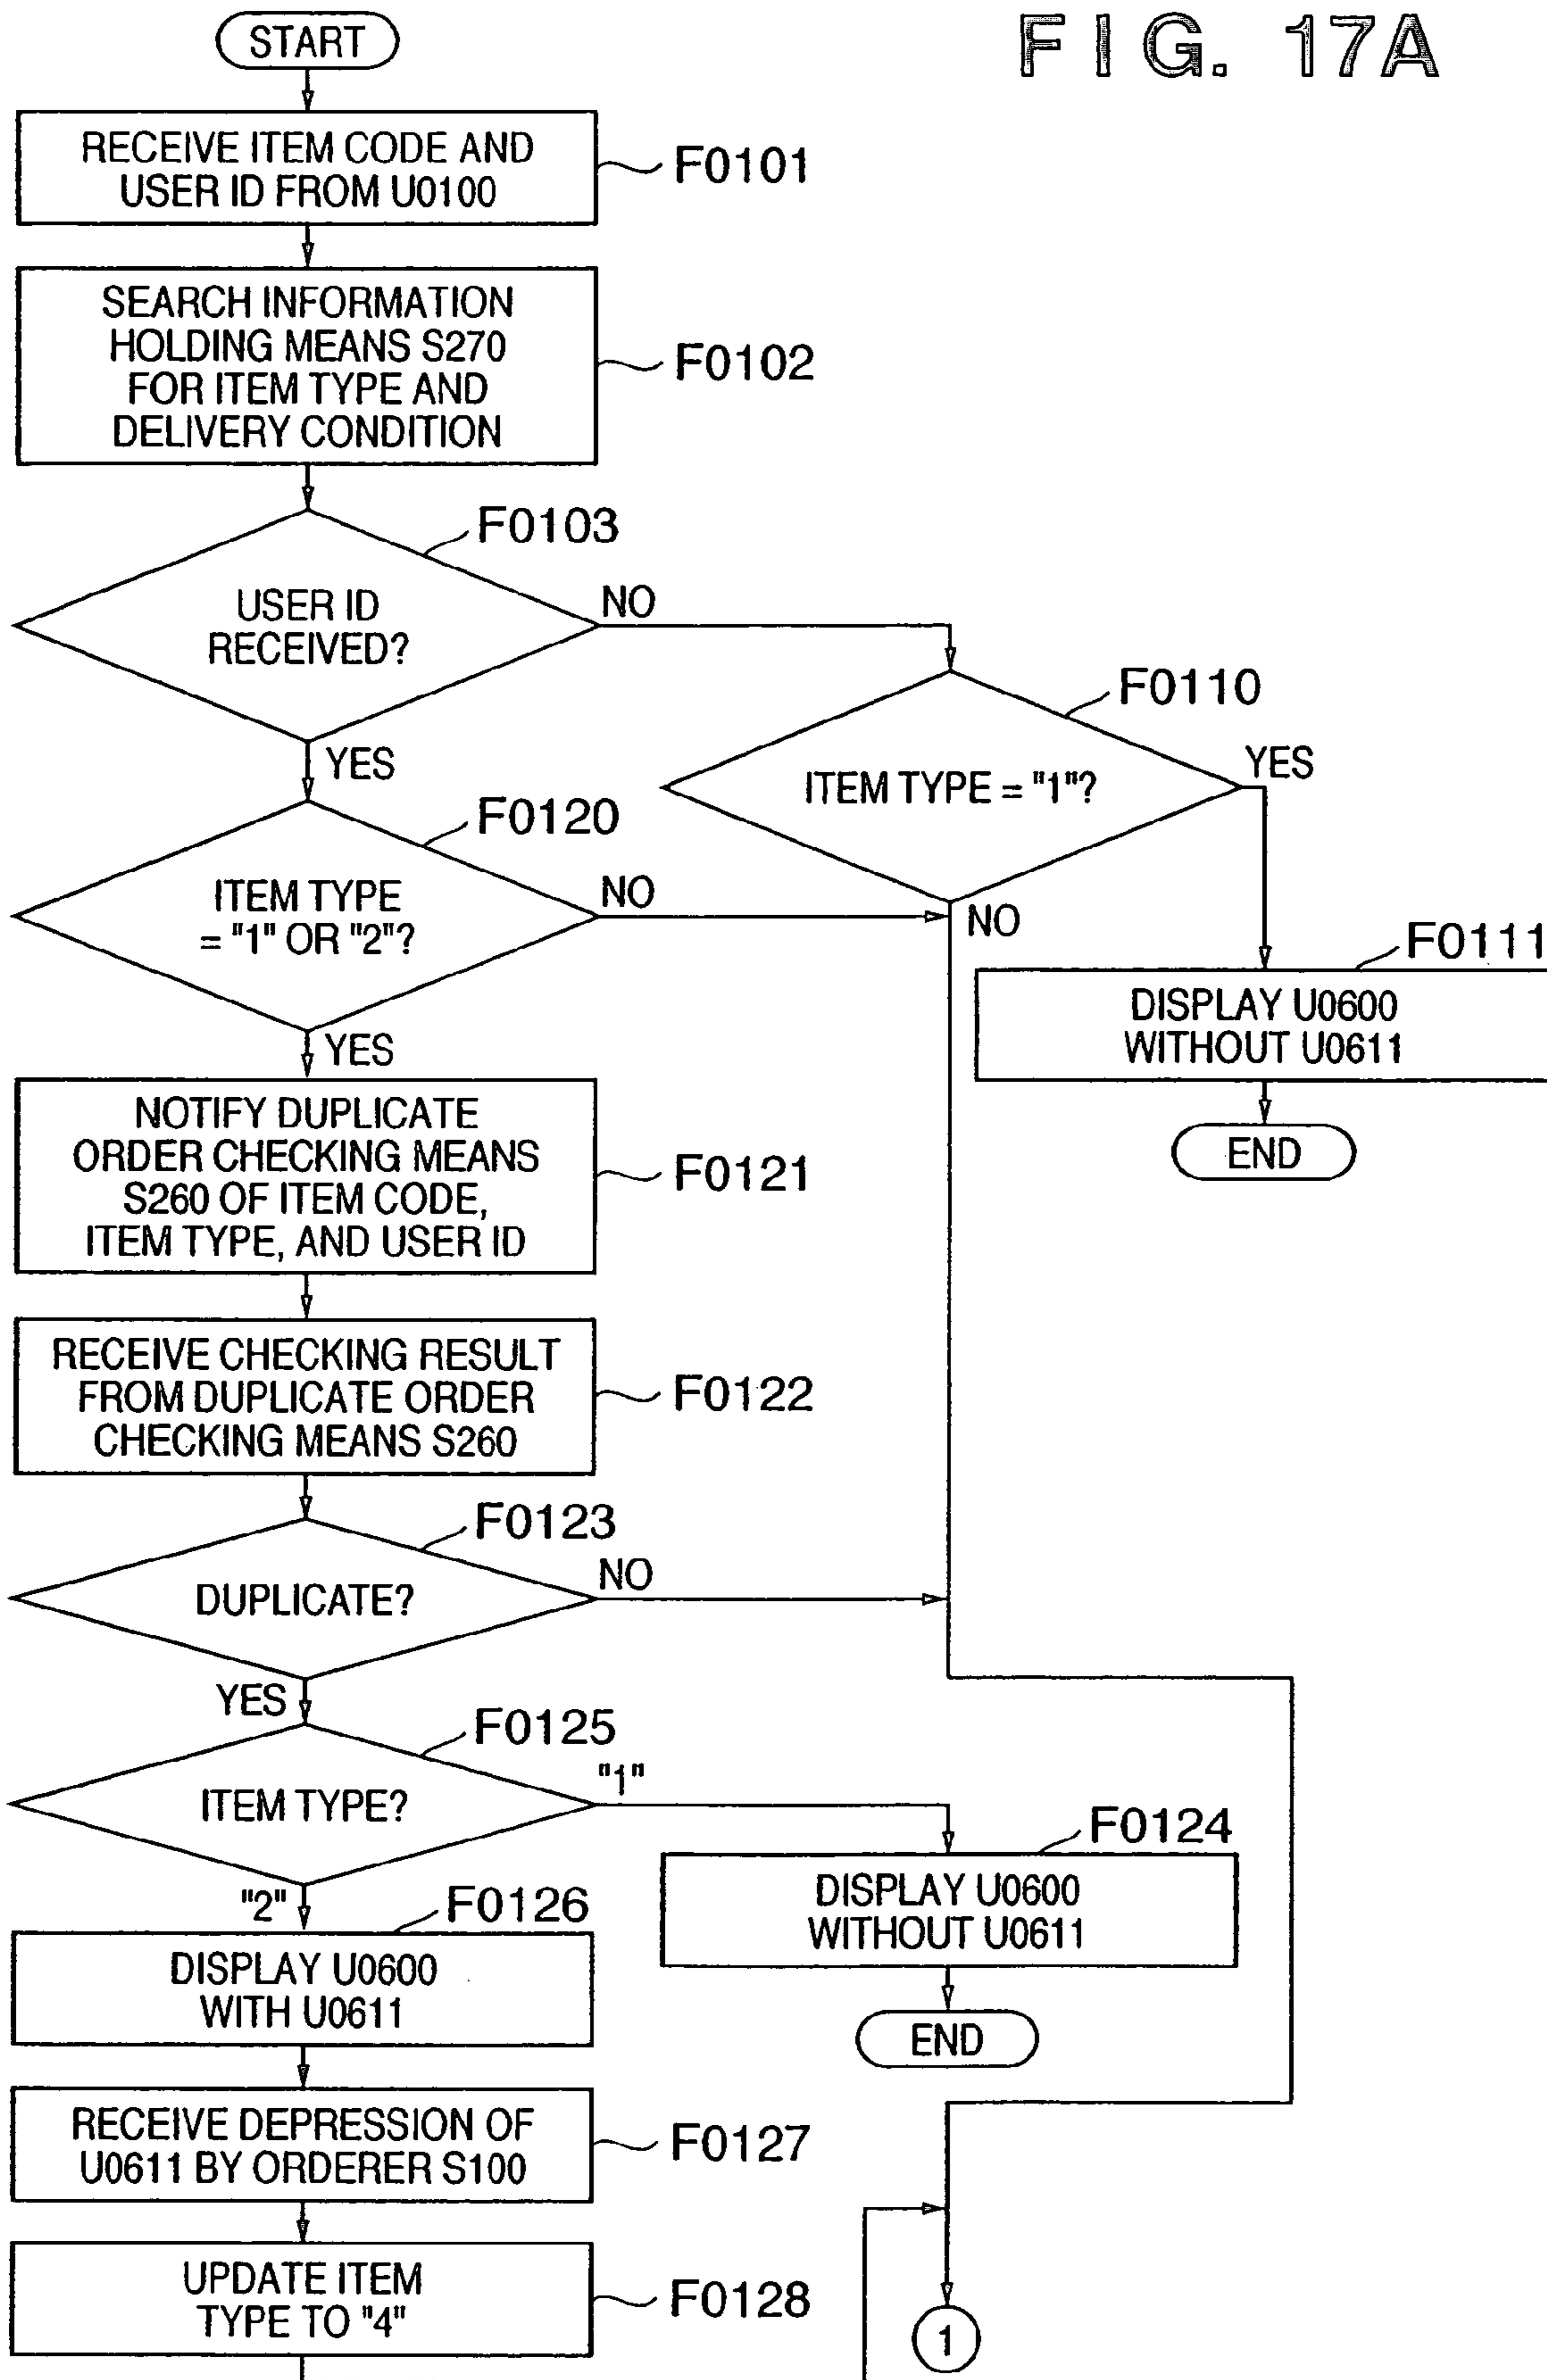 FIG. 17A
START
RECEIVE ITEM CODE AND
USER ID FROM U0100
F0101
SEARCH INFORMATION
HOLDING MEANS S270
FOR ITEM TYPE AND
DELIVERY CONDITION
F0102
F0103
USER ID
RECEIVED?
NO
YES
F0110
ITEM TYPE = "1"?
YES
NO
F0120
ITEM TYPE
= "1" OR "2"?
NO
YES
F0111
DISPLAY U0600
WITHOUT U0611
END
NOTIFY DUPLICATE
ORDER CHECKING MEANS
S260 OF ITEM CODE,
ITEM TYPE, AND USER ID
F0121
RECEIVE CHECKING RESULT
FROM DUPLICATE ORDER
CHECKING MEANS S260
F0122
F0123
DUPLICATE?
NO
YES
F0125
ITEM TYPE?
"1"
"2"
F0124
DISPLAY U0600
WITHOUT U0611
END
F0126
DISPLAY U0600
WITH U0611
RECEIVE DEPRESSION OF
U0611 BY ORDERER S100
F0127
UPDATE ITEM
TYPE TO "4"
F0128
1